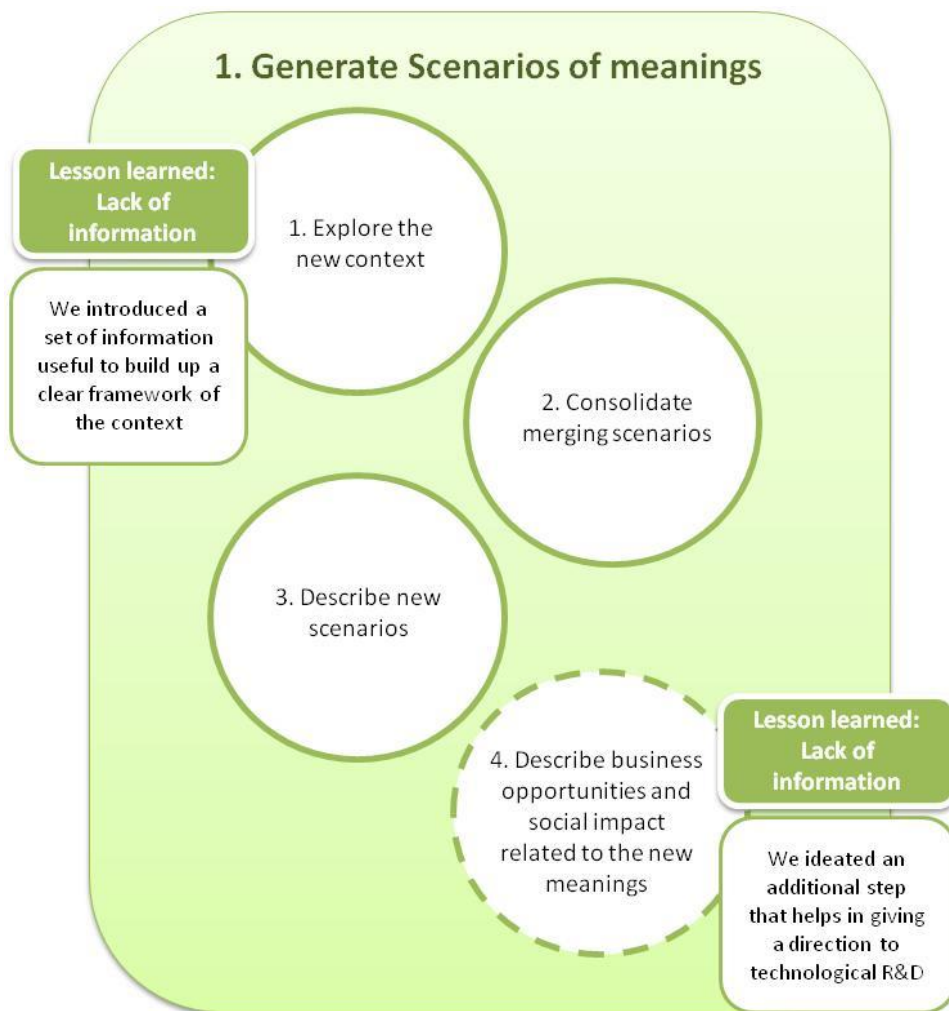 1. Generate Scenarios of meanings
Lesson learned:
Lack of
information
We introduced a
set of information
useful to build up a
clear framework of
the context
1. Explore the
new context
2. Consolidate
merging scenarios
3. Describe new
scenarios
4. Describe business
opportunities and
social impact
related to the new
meanings
Lesson learned:
Lack of
information
We ideated an
additional step
that helps in giving
a direction to
technological R&D